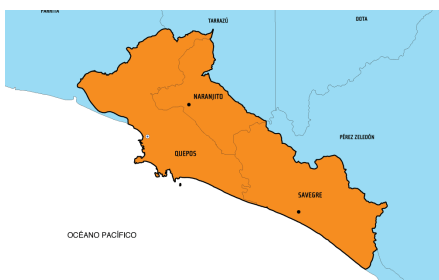 PARRITA
TARRAZÚ
DOTA
NARANJITO
PÉREZ ZELEDÓN
QUEPOS
SAVEGRE
OCÉANO PACÍFICO